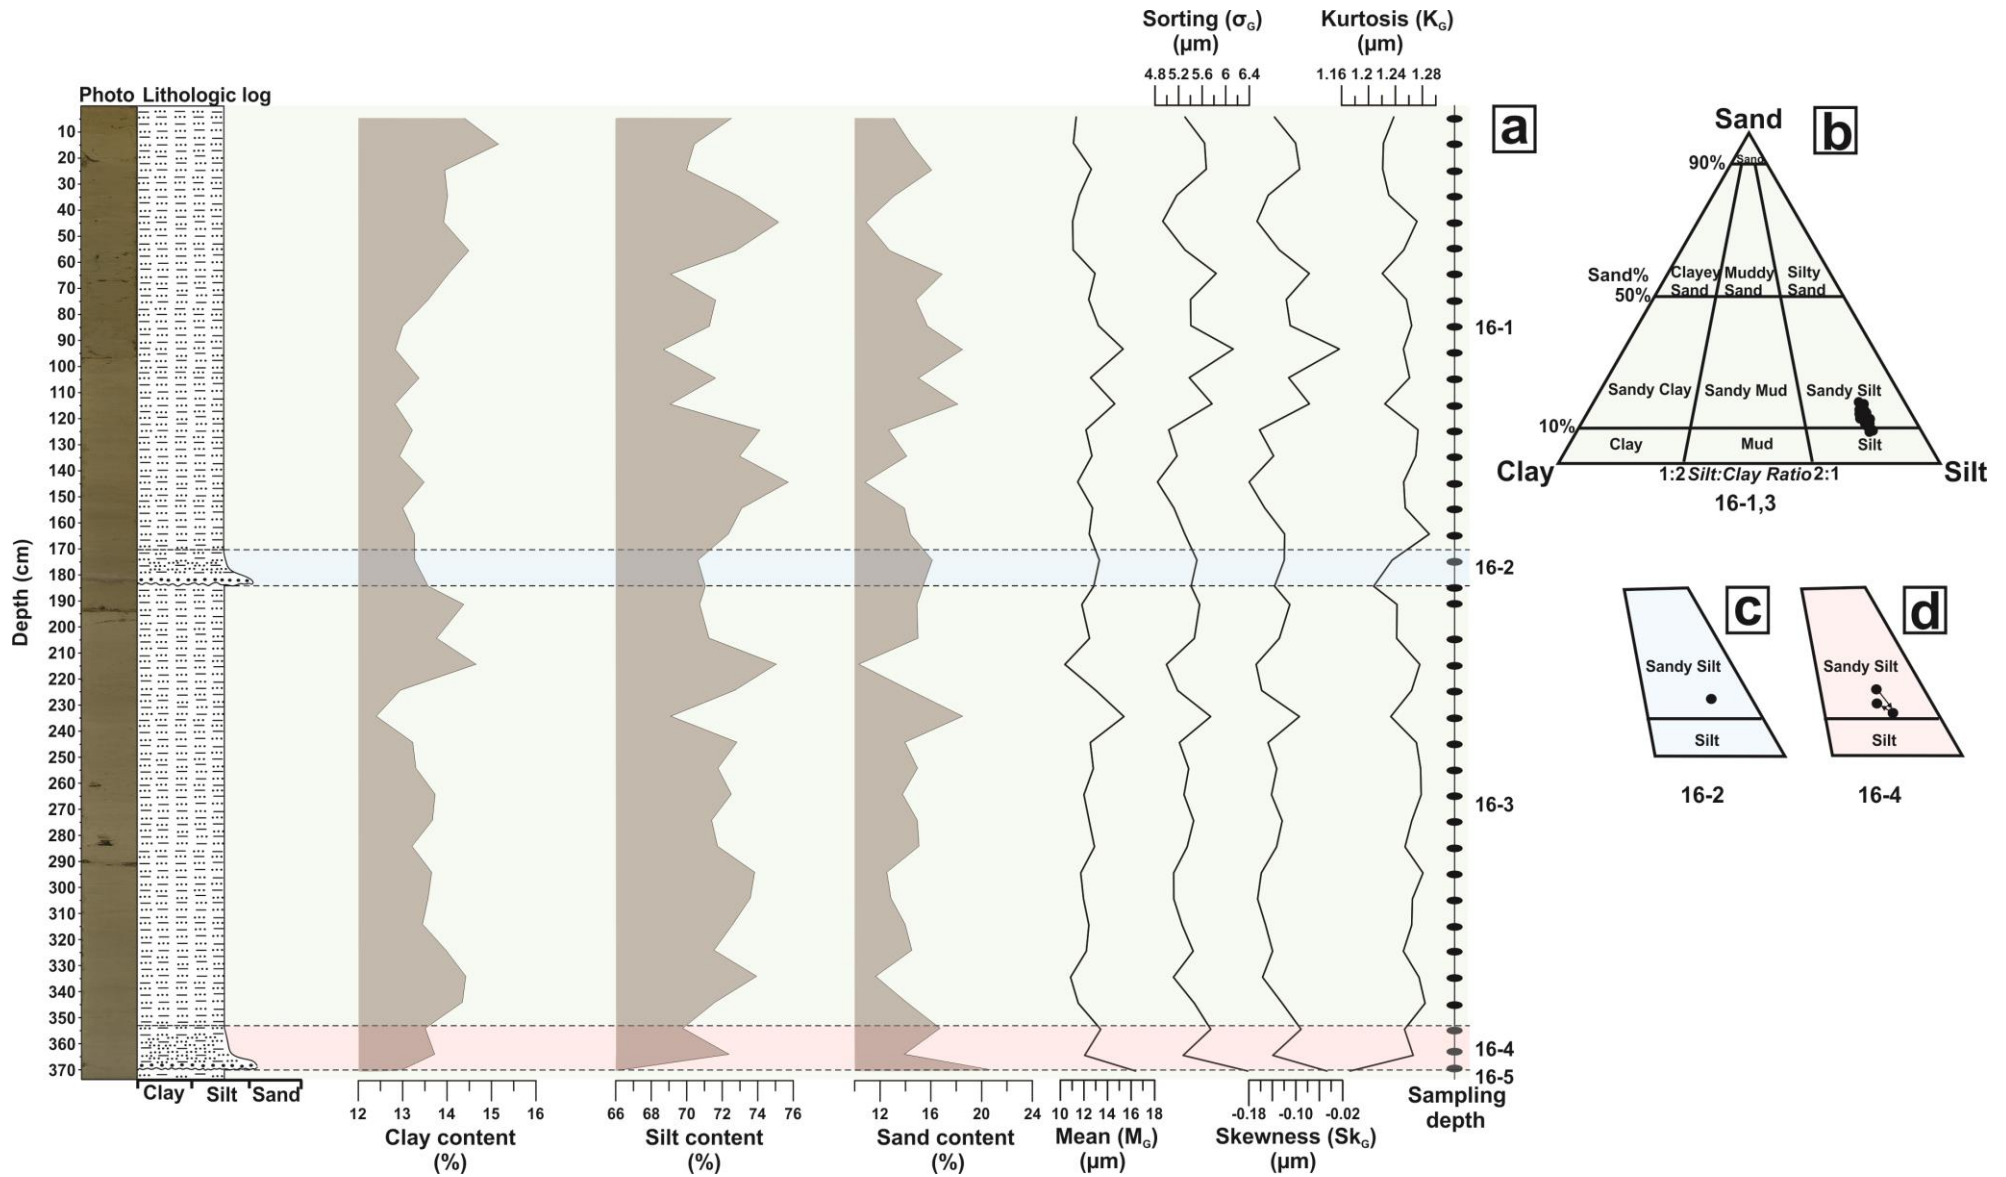 Sorting (σG)
(µm)
Kurtosis (KG)
(µm)
4.8 5.2 5.6 6 6.4
1.16 1.2 1.24 1.28
Photo Lithologic log
a
10
20
30
40
50
60
70
80
90
100
110
120
130
140
150
160
170
180
190
200
210
220
230
240
250
260
270
280
290
300
310
320
330
340
350
360
370
Depth (cm)
16-1
16-2
16-3
16-4
16-5
Clay Silt Sand
12 13 14 15 16
Clay content
(%)
66 68 70 72 74 76
Silt content
(%)
12 16 20 24
Sand content
(%)
10 12 14 16 18
Mean (MG)
(µm)
-0.18 -0.10 -0.02
Skewness (SkG)
(µm)
Sampling
depth
Sand
b
90%
Sand
Sand%
50%
Clayey Muddy Silty
Sand Sand Sand
Sandy Clay Sandy Mud Sandy Silt
10%
Clay Mud Silt
Clay
Silt
1:2 Silt:Clay Ratio 2:1
16-1,3
c
Sandy Silt
Silt
16-2
d
Sandy Silt
Silt
16-4